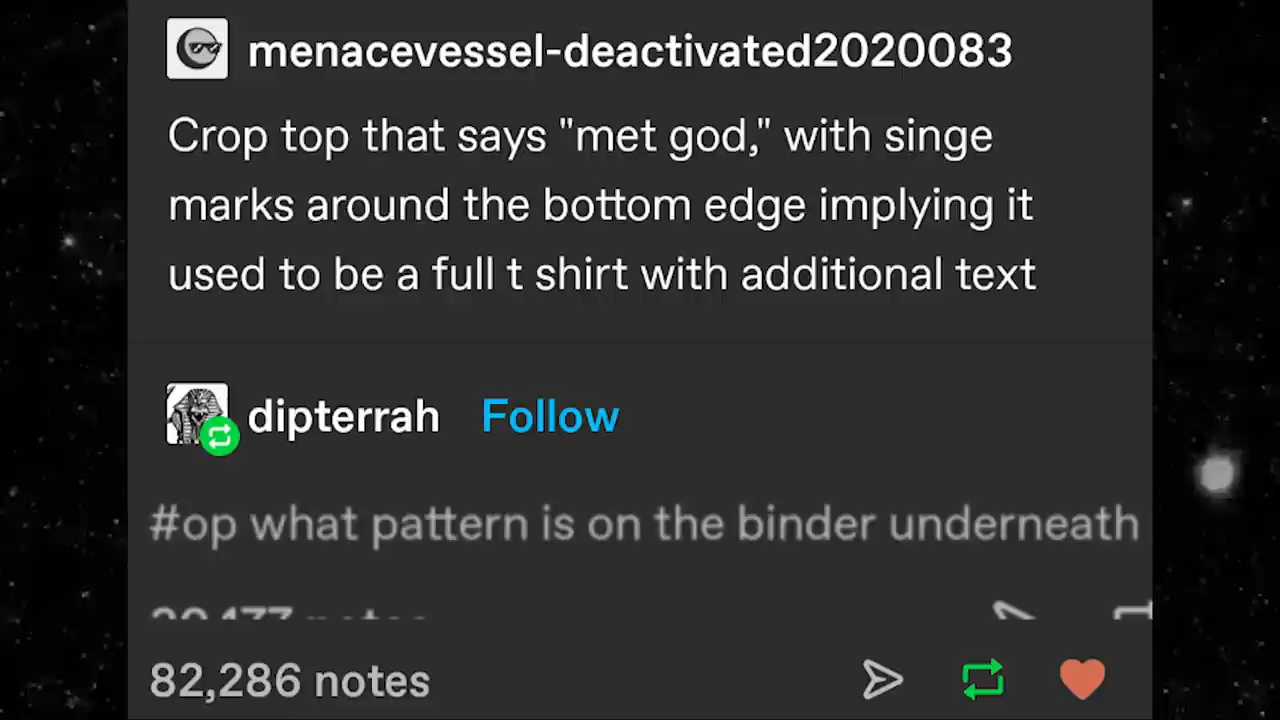 menacevessel-deactivated2020083
Crop top that says "met god," with singe
marks around the bottom edge implying it
used to be a full t shirt with additional text
dipterrah Follow
#op what pattern is on the binder underneath
notes
82,286 notes